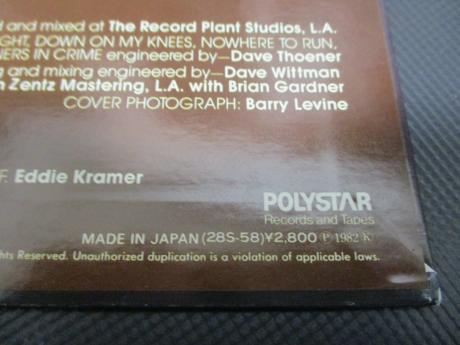 and mixed at The Record Plant Studios, L.A.
GHT, DOWN ON MY KNEES, NOWHERE TO RUN,
NERS IN CRIME engineered by—Dave Thoener
g and mixing engineered by—Dave Wittman
n Zentz Mastering, L.A. with Brian Gardner
COVER PHOTOGRAPH: Barry Levine
F. Eddie Kramer
POLYSTAR
Records and Tapes
MADE IN JAPAN (28S-58)¥2,800 Ⓟ 1982 K
hts Reserved. Unauthorized duplication is a violation of applicable laws.